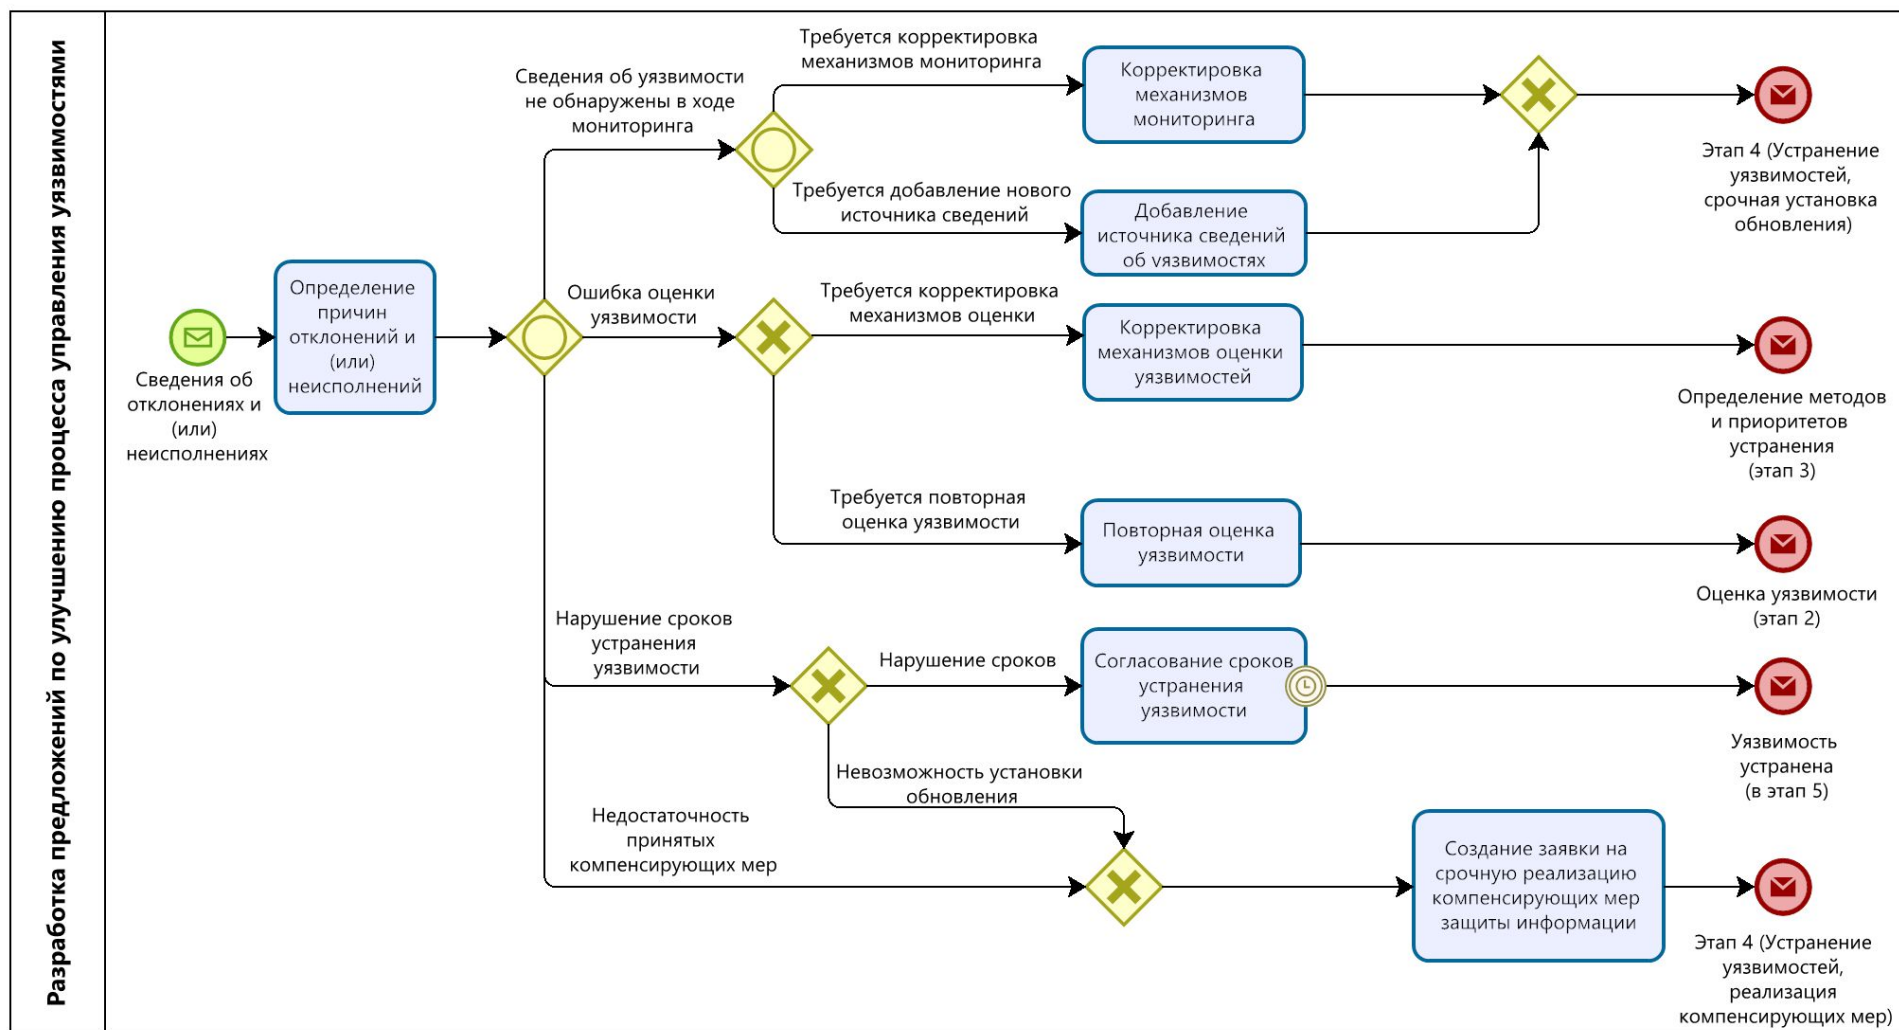 Разработка предложений по улучшению процесса управления уязвимостями
Сведения об
отклонениях и
(или)
неисполнениях
Определение
причин
отклонений и
(или)
неисполнений
Сведения об уязвимости
не обнаружены в ходе
мониторинга
Требуется корректировка
механизмов мониторинга
Корректировка
механизмов
мониторинга
Этап 4 (Устранение
уязвимостей,
срочная установка
обновления)
Требуется добавление нового
источника сведений
Добавление
источника сведений
об уязвимостях
Ошибка оценки
уязвимости
Требуется корректировка
механизмов оценки
Корректировка
механизмов оценки
уязвимостей
Определение методов
и приоритетов
устранения
(этап 3)
Требуется повторная
оценка уязвимости
Повторная оценка
уязвимости
Оценка уязвимости
(этап 2)
Нарушение сроков
устранения
уязвимости
Нарушение сроков
Согласование сроков
устранения
уязвимости
Уязвимость
устранена
(в этап 5)
Невозможность установки
обновления
Недостаточность
принятых
компенсирующих мер
Создание заявки на
срочную реализацию
компенсирующих мер
защиты информации
Этап 4 (Устранение
уязвимостей,
реализация
компенсирующих мер)